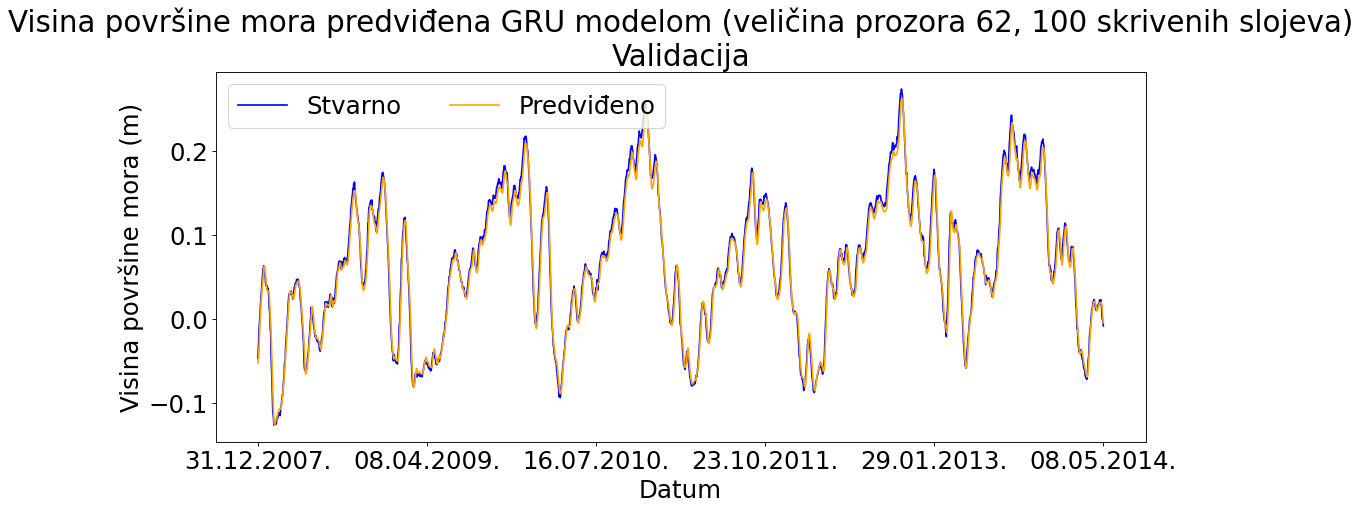 Visina površine mora predviđena GRU modelom (veličina prozora 62, 100 skrivenih slojeva)
Validacija
Stvarno Predviđeno
Visina površine mora (m)
0.2
0.1
0.0
−0.1
31.12.2007. 08.04.2009. 16.07.2010. 23.10.2011. 29.01.2013. 08.05.2014.
Datum